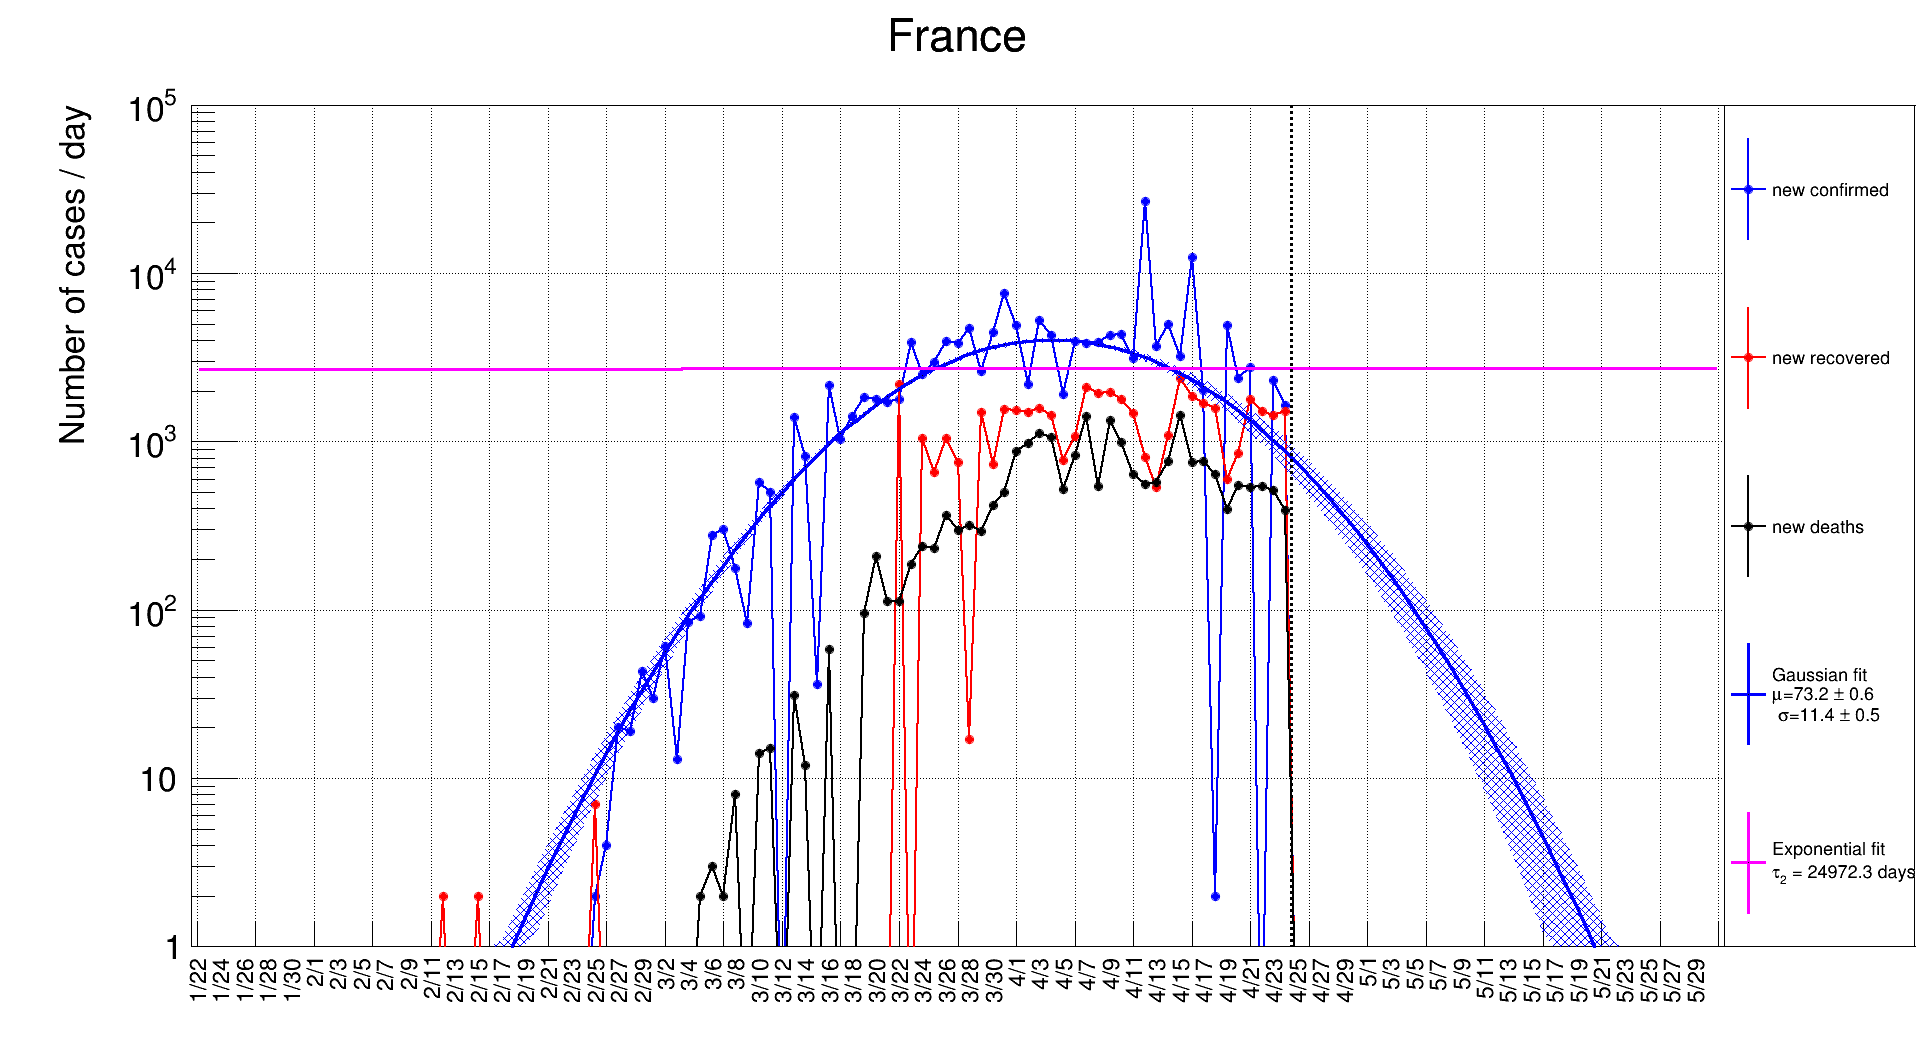 France
Number of cases / day
10^5
10^4
10^3
10^2
10
1
1/22 1/24 1/26 1/28 1/30 2/1 2/3 2/5 2/7 2/9 2/11 2/13 2/15 2/17 2/19 2/21 2/23 2/25 2/27 2/29 3/2 3/4 3/6 3/8 3/10 3/12 3/14 3/16 3/18 3/20 3/22 3/24 3/26 3/28 3/30 4/1 4/3 4/5 4/7 4/9 4/11 4/13 4/15 4/17 4/19 4/21 4/23 4/25 4/27 4/29 5/1 5/3 5/5 5/7 5/9 5/11 5/13 5/15 5/17 5/19 5/21 5/23 5/25 5/27 5/29
new confirmed
new recovered
new deaths
Gaussian fit
μ=73.2 ± 0.6
σ=11.4 ± 0.5
Exponential fit
τ₂ = 24972.3 days